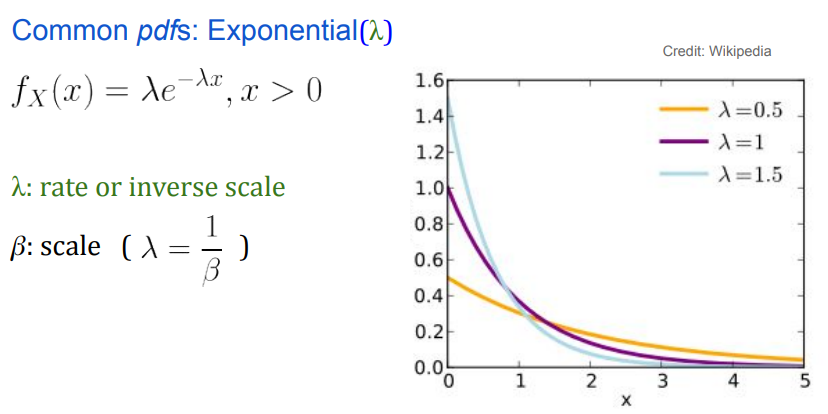 Common pdfs: Exponential(λ)
f_X(x) = λe^{−λx}, x > 0
λ: rate or inverse scale
β: scale ( λ = 1/β )
Credit: Wikipedia
1.6
1.4
1.2
1.0
0.8
0.6
0.4
0.2
0.0
λ=0.5
λ=1
λ=1.5
0 1 2 3 4 5
x